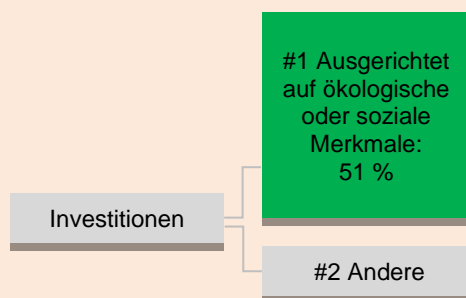 #1 Ausgerichtet
auf ökologische
oder soziale
Merkmale:
51 %
Investitionen
#2 Andere